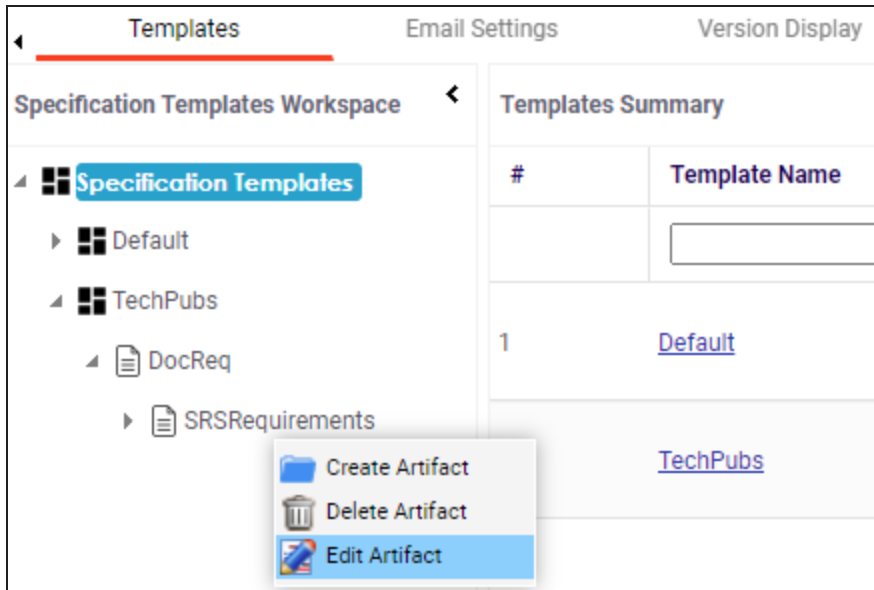 Templates Email Settings Version Display
Specification Templates Workspace
Templates Summary
Specification Templates
# Template Name
Default
TechPubs
1 Default
DocReq
SRSRequirements
TechPubs
Create Artifact
Delete Artifact
Edit Artifact